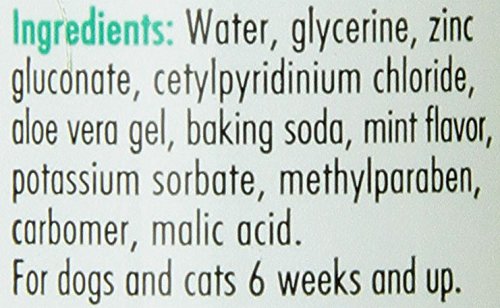 Ingredients: Water, glycerine, zinc
gluconate, cetylpyridinium chloride,
aloe vera gel, baking soda, mint flavor,
potassium sorbate, methylparaben,
carbomer, malic acid.
For dogs and cats 6 weeks and up.